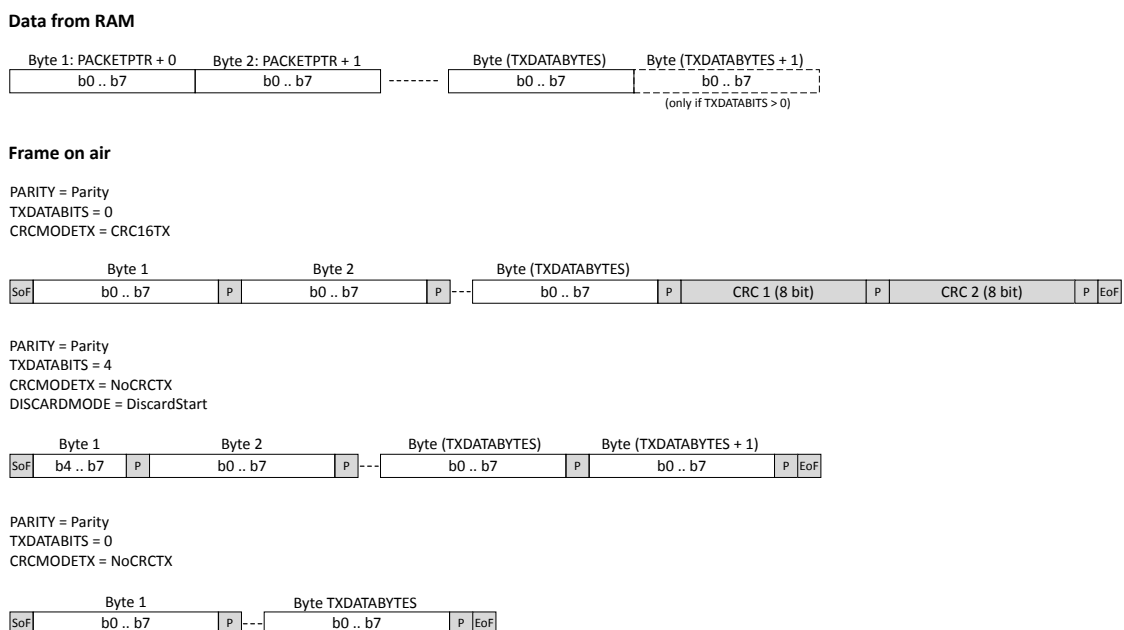 Data from RAM
Byte 1: PACKETPTR + 0 Byte 2: PACKETPTR + 1 Byte (TXDATABYTES) Byte (TXDATABYTES + 1)
b0 .. b7 b0 .. b7 b0 .. b7 b0 .. b7
(only if TXDATABITS > 0)
Frame on air
PARITY = Parity
TXDATABITS = 0
CRCMODETX = CRC16TX
Byte 1 Byte 2 Byte (TXDATABYTES)
SoF b0 .. b7 P b0 .. b7 P b0 .. b7 P CRC 1 (8 bit) P CRC 2 (8 bit) P EoF
PARITY = Parity
TXDATABITS = 4
CRCMODETX = NoCRCTX
DISCARDMODE = DiscardStart
Byte 1 Byte 2 Byte (TXDATABYTES) Byte (TXDATABYTES + 1)
SoF b4 .. b7 P b0 .. b7 P b0 .. b7 P b0 .. b7 P EoF
PARITY = Parity
TXDATABITS = 0
CRCMODETX = NoCRCTX
Byte 1 Byte TXDATABYTES
SoF b0 .. b7 P b0 .. b7 P EoF